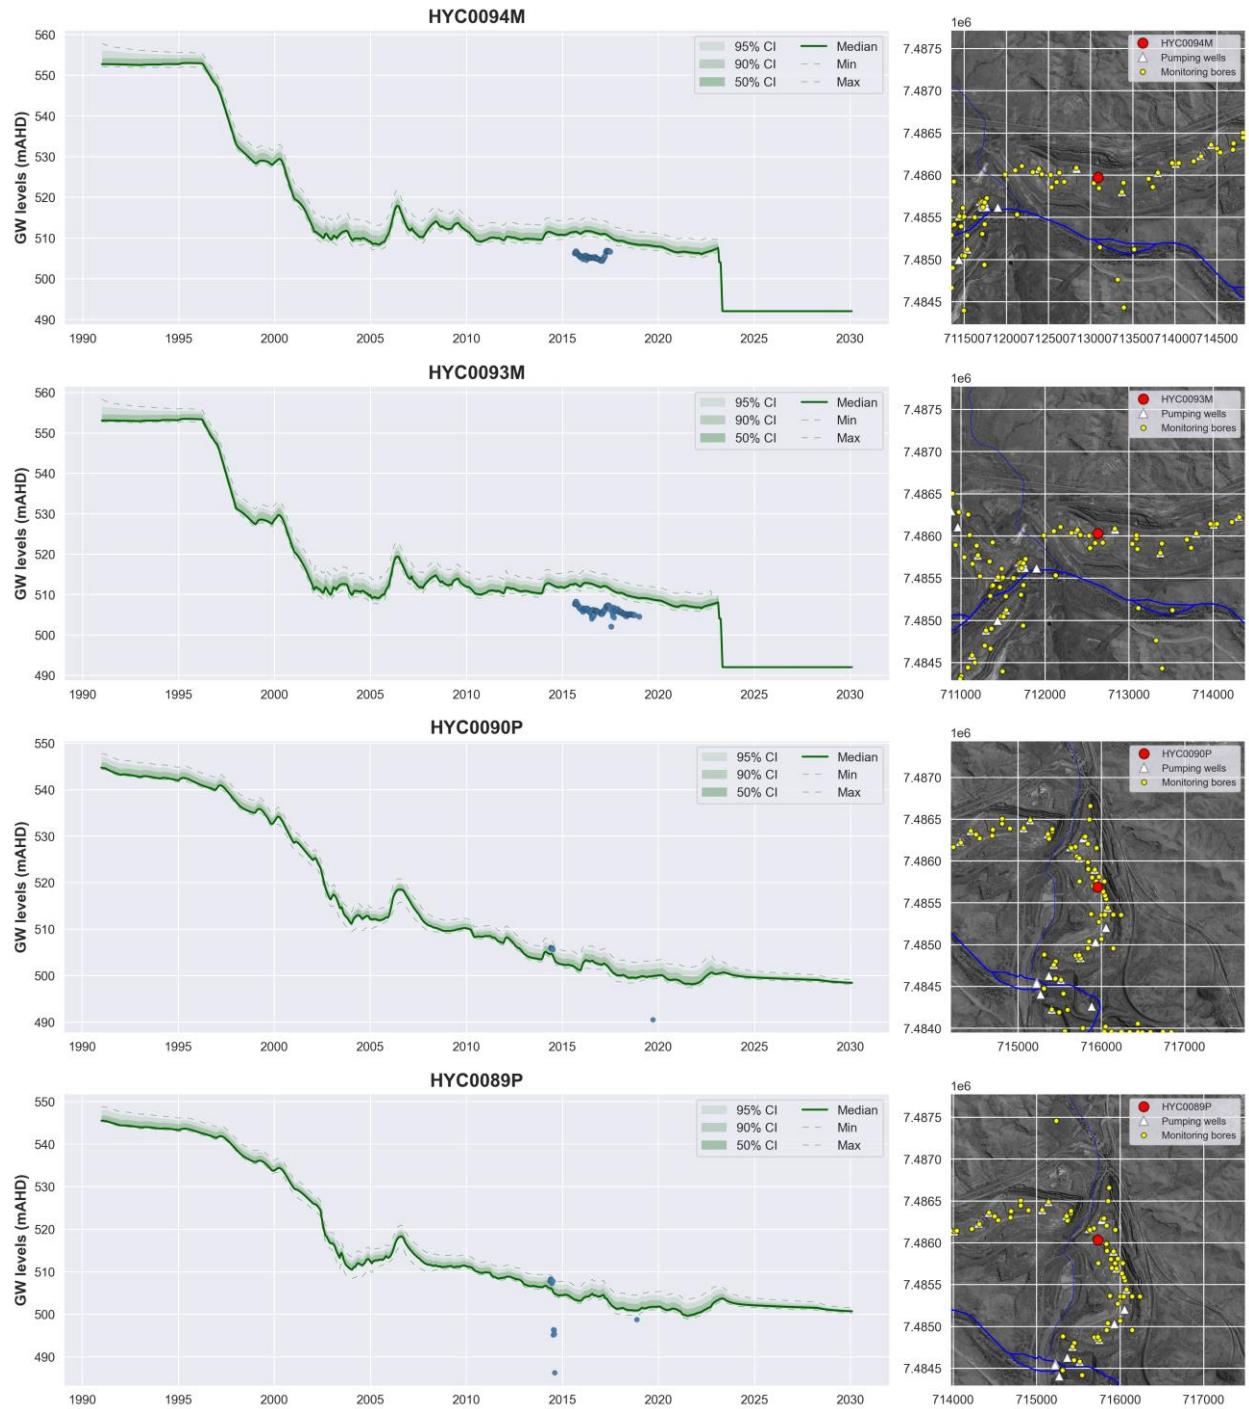 HYC0094M
560
550
540
530
520
510
500
490
GW levels (mAHD)
95% CI
90% CI
50% CI
Median
Min
Max
1990 1995 2000 2005 2010 2015 2020 2025 2030
1e6
7.4875
7.4870
7.4865
7.4860
7.4855
7.4850
7.4845
HYC0094M
Pumping wells
Monitoring bores
711500712000712500713000713500714000714500
HYC0093M
560
550
540
530
520
510
500
490
GW levels (mAHD)
95% CI
90% CI
50% CI
Median
Min
Max
1990 1995 2000 2005 2010 2015 2020 2025 2030
1e6
7.4875
7.4870
7.4865
7.4860
7.4855
7.4850
7.4845
HYC0093M
Pumping wells
Monitoring bores
711000 712000 713000 714000
HYC0090P
550
540
530
520
510
500
490
GW levels (mAHD)
95% CI
90% CI
50% CI
Median
Min
Max
1990 1995 2000 2005 2010 2015 2020 2025 2030
1e6
7.4870
7.4865
7.4860
7.4855
7.4850
7.4845
7.4840
HYC0090P
Pumping wells
Monitoring bores
715000 716000 717000
HYC0089P
550
540
530
520
510
500
490
GW levels (mAHD)
95% CI
90% CI
50% CI
Median
Min
Max
1990 1995 2000 2005 2010 2015 2020 2025 2030
1e6
7.4875
7.4870
7.4865
7.4860
7.4855
7.4850
7.4845
HYC0089P
Pumping wells
Monitoring bores
714000 715000 716000 717000